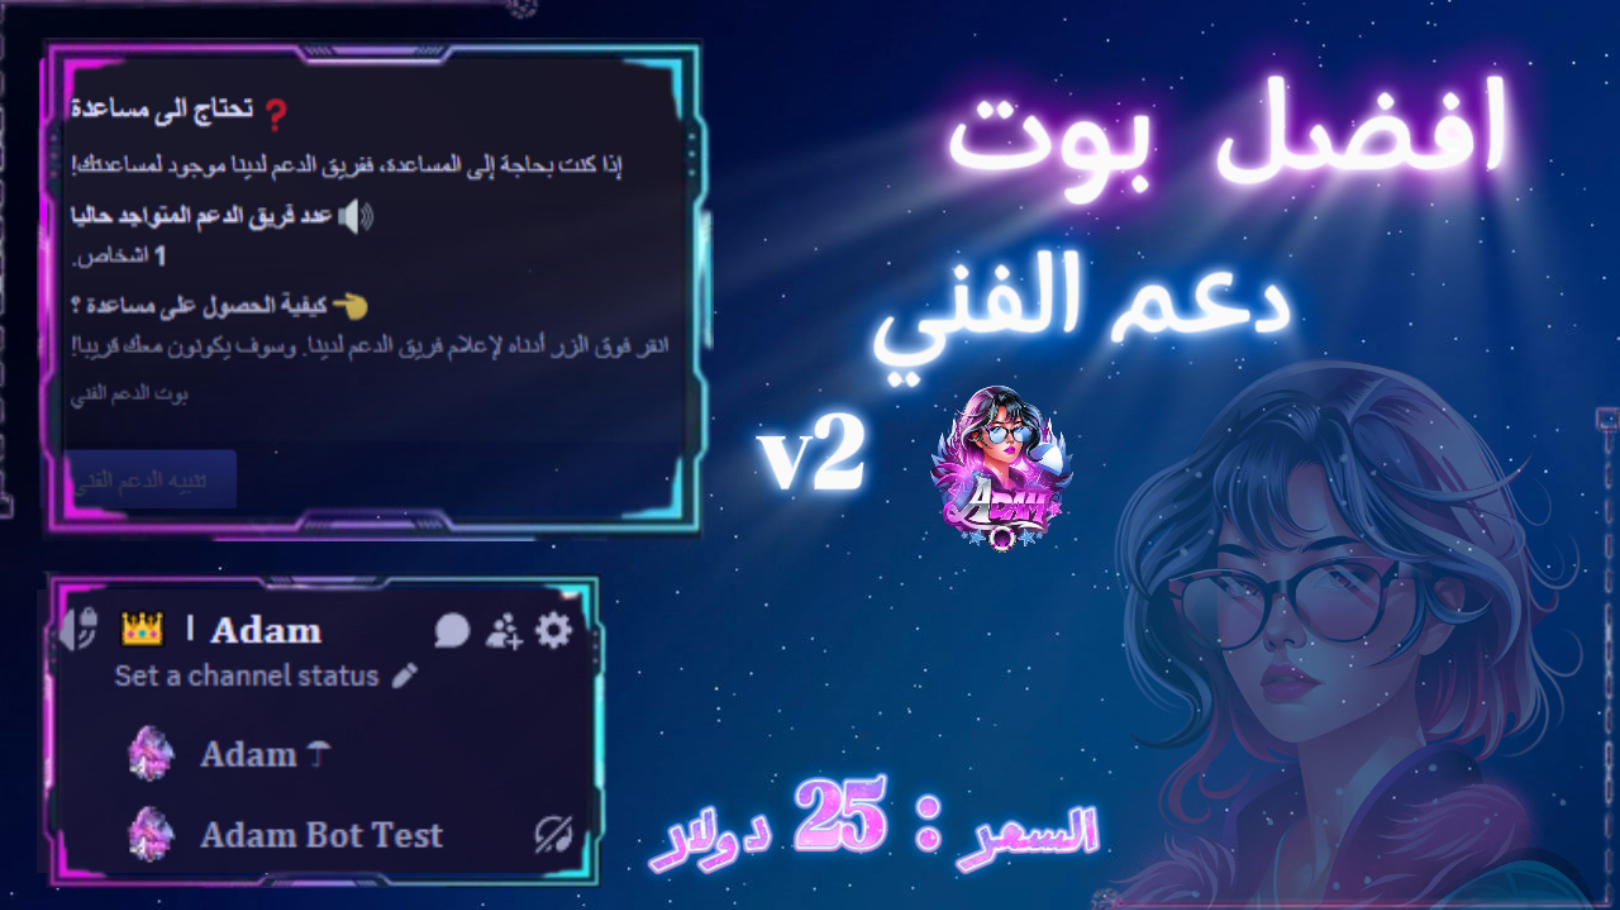 افضل بوت
دعم الفني
v2
ADAM
السعر : 25 دولار
❓ تحتاج الى مساعدة
إذا كنت بحاجة إلى المساعدة، ففريق الدعم لدينا موجود لمساعدتك!
🔊 عدد فريق الدعم المتواجد حاليا
1 اشخاص.
👈 كيفية الحصول على مساعدة ؟
انقر فوق الزر أدناه لإعلام فريق الدعم لدينا. وسوف يكونون معك قريبا!
بوت الدعم الفني
تنبيه الدعم الفني
👑 | Adam
Set a channel status
Adam ☂
Adam Bot Test